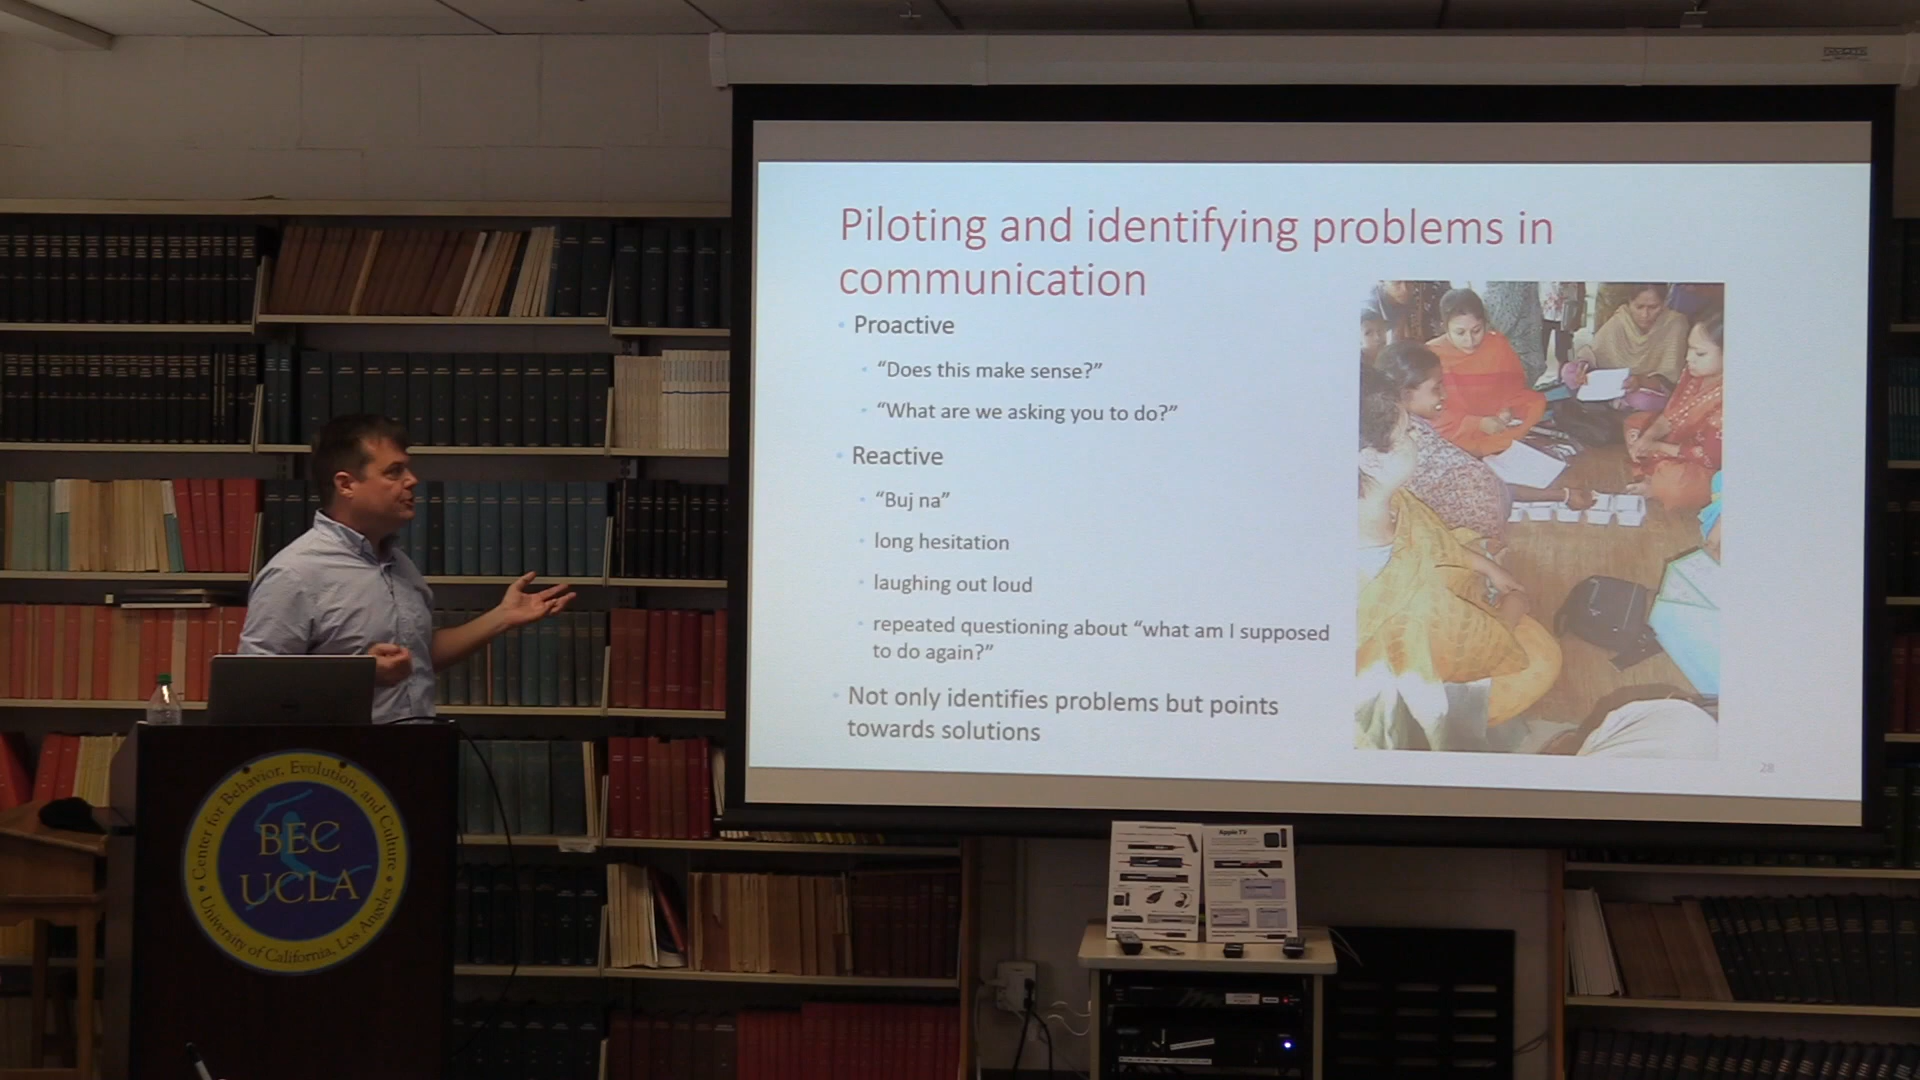 Piloting and identifying problems in
communication
Proactive
“Does this make sense?”
“What are we asking you to do?”
Reactive
“Buj na”
long hesitation
laughing out loud
repeated questioning about “what am I supposed
to do again?”
Not only identifies problems but points
towards solutions
28
Center for Behavior, Evolution, and Culture
BEC
UCLA
University of California, Los Angeles
Apple TV